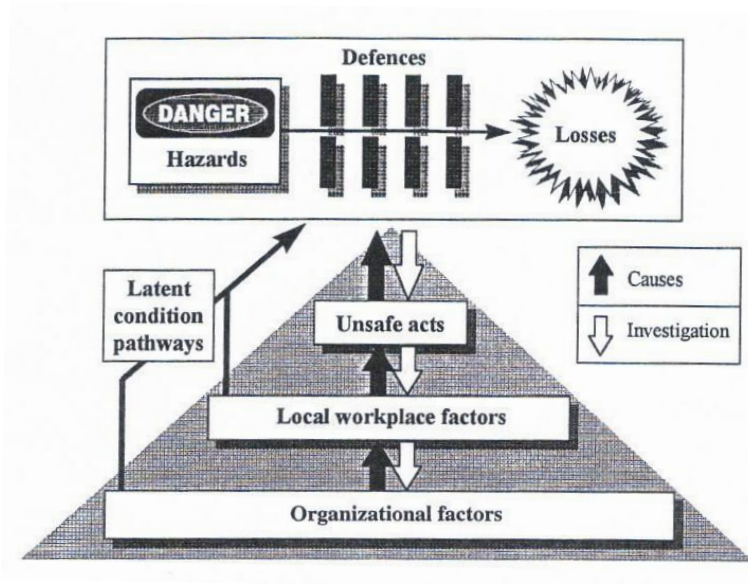 Defences
DANGER
Hazards
Losses
Latent
condition
pathways
Causes
Investigation
Unsafe acts
Local workplace factors
Organizational factors